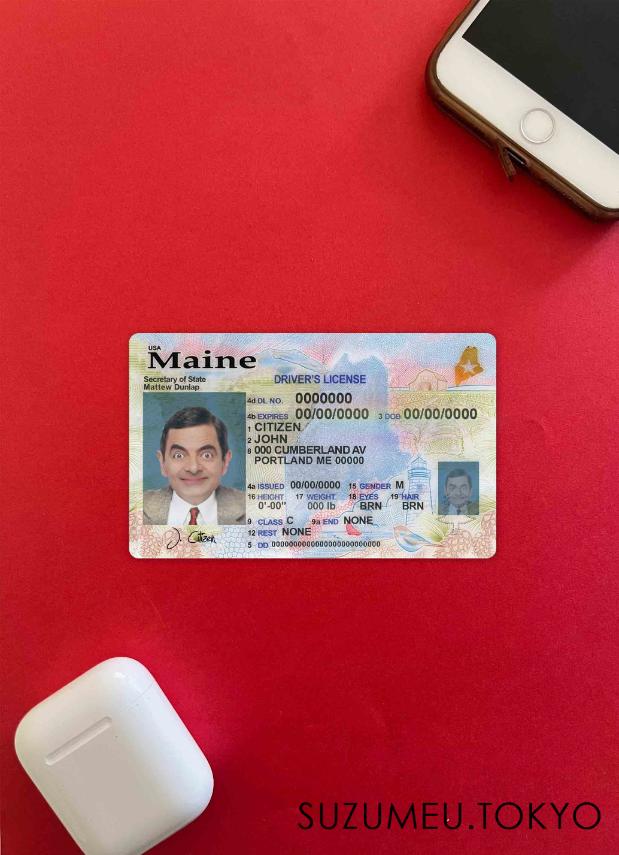 USA
Maine
Secretary of State
Mattew Dunlap
DRIVER'S LICENSE
4d DL NO. 0000000
4b EXPIRES 00/00/0000 3 DOB 00/00/0000
1 CITIZEN
2 JOHN
8 000 CUMBERLAND AV
PORTLAND ME 00000
4a ISSUED 00/00/0000 15 GENDER M
16 HEIGHT 17 WEIGHT 18 EYES 19 HAIR
0'-00" 000 lb BRN BRN
9 CLASS C 9a END NONE
12 REST NONE
5 DD 0000000000000000000000000
J. Citizen
SUZUMEU.TOKYO